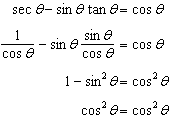 sec θ − sin θ tan θ = cos θ
1/cos θ − sin θ sin θ/cos θ = cos θ
1 − sin² θ = cos² θ
cos² θ = cos² θ